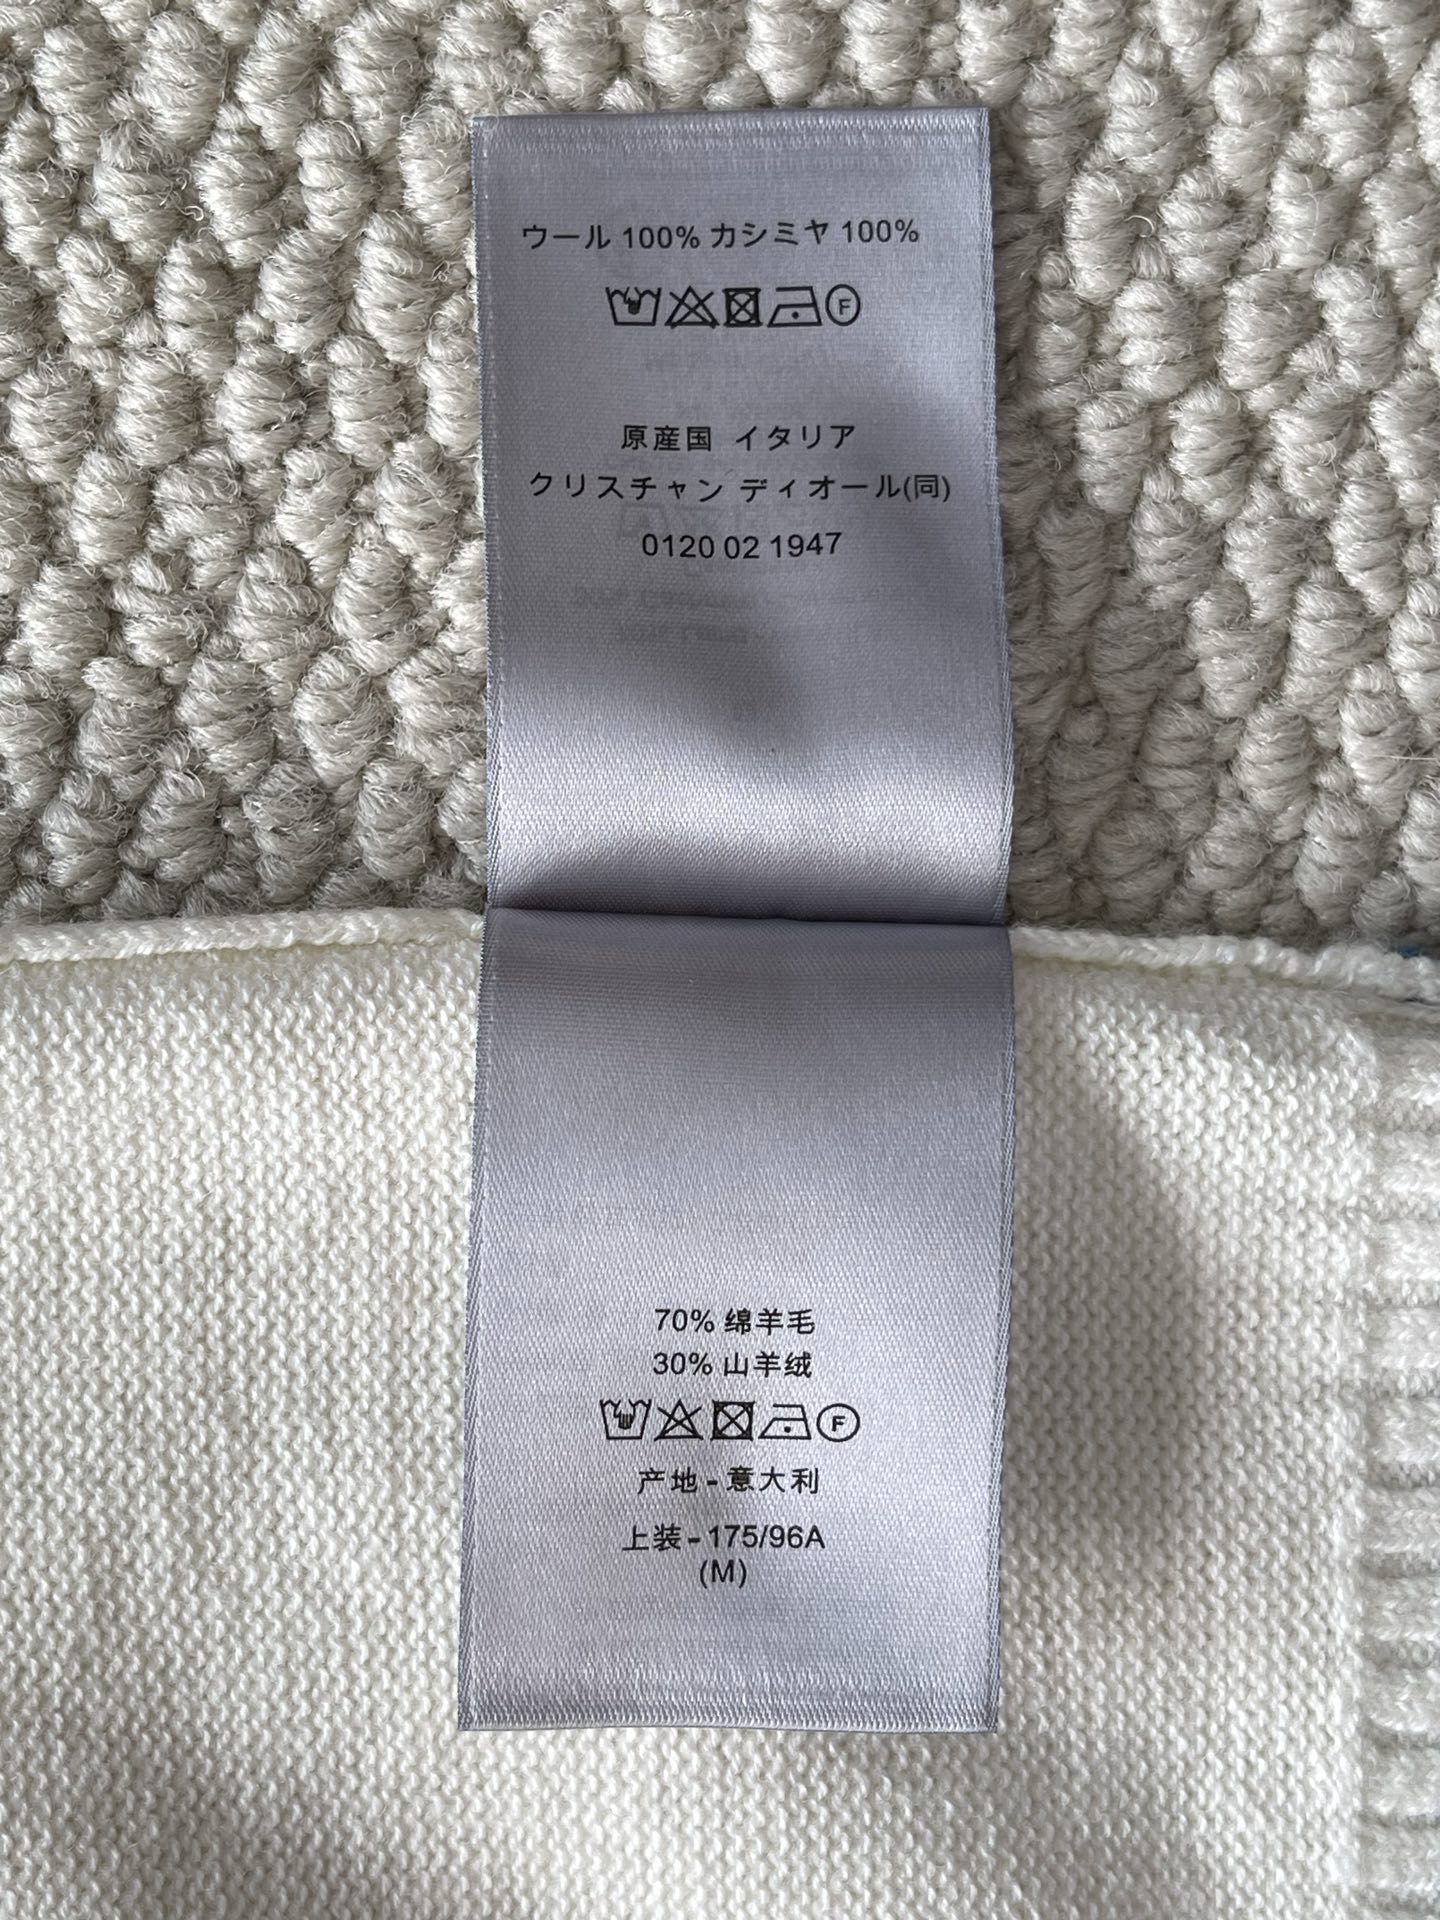 ウール 100% カシミヤ 100%
F
原産国 イタリア
クリスチャン ディオール(同)
0120 02 1947
70% 绵羊毛
30% 山羊绒
F
产地 - 意大利
上装 - 175/96A
(M)